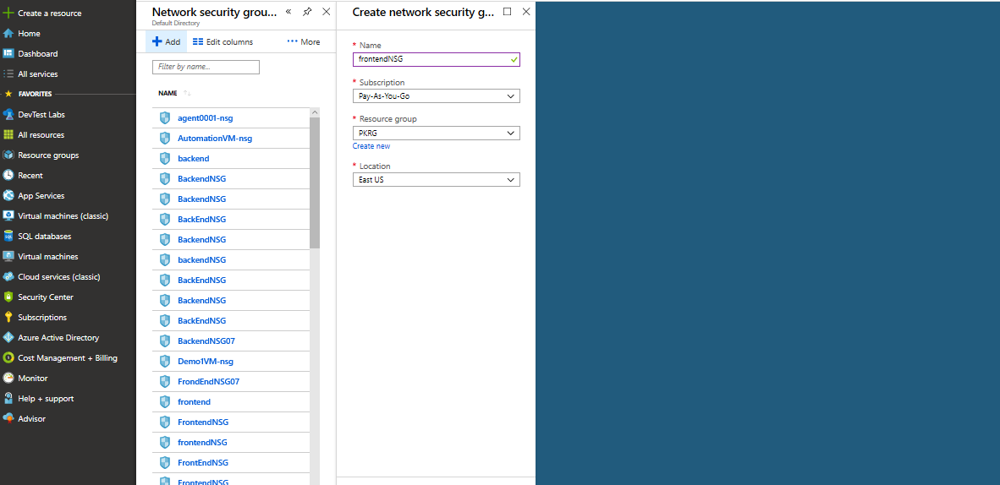 Create a resource
Home
Dashboard
All services
FAVORITES
DevTest Labs
All resources
Resource groups
Recent
App Services
Virtual machines (classic)
SQL databases
Virtual machines
Cloud services (classic)
Security Center
Subscriptions
Azure Active Directory
Cost Management + Billing
Monitor
Help + support
Advisor
Network security grou...
Default Directory
Add Edit columns More
Filter by name...
NAME
agent0001-nsg
AutomationVM-nsg
backend
BackendNSG
BackendNSG
BackEndNSG
BackendNSG
backendNSG
BackEndNSG
BackendNSG
BackEndNSG
BackendNSG07
Demo1VM-nsg
FrondEndNSG07
frontend
FrontendNSG
frontendNSG
FrontEndNSG
FrontendNSG
Create network security g...
* Name
frontendNSG
* Subscription
Pay-As-You-Go
* Resource group
PKRG
Create new
* Location
East US